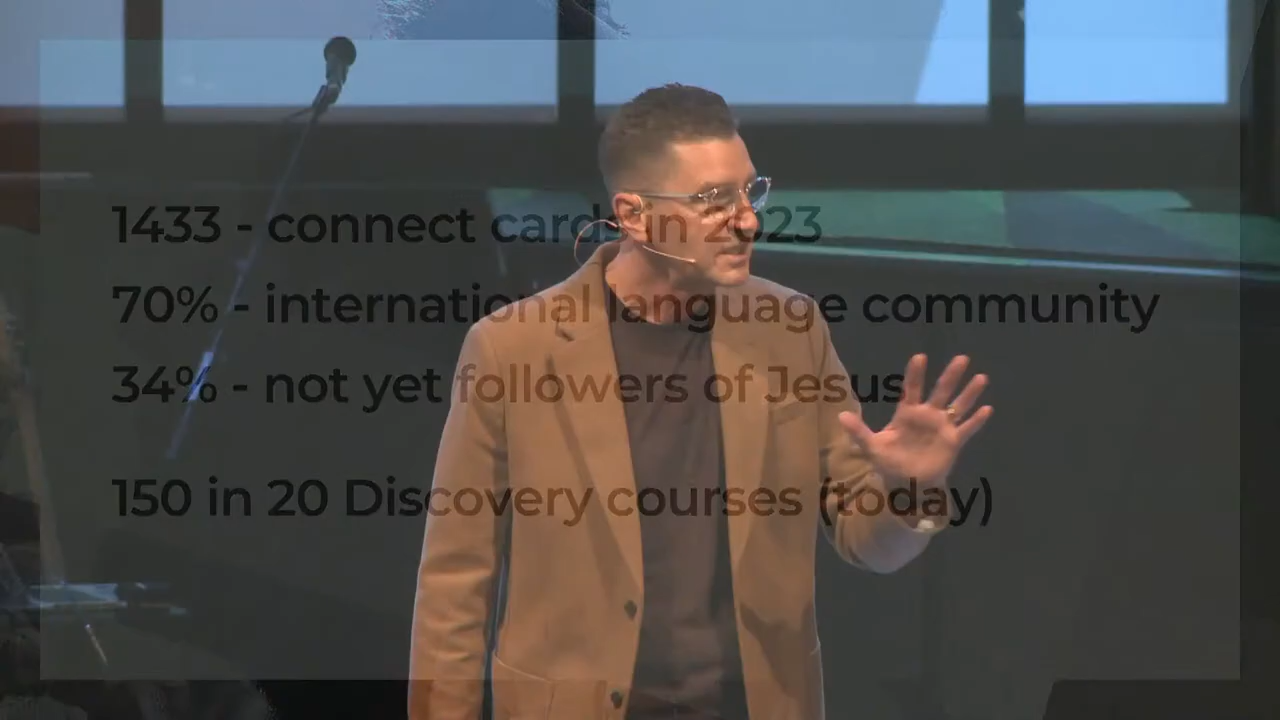 1433 - connect cards in 2023
70% - international language community
34% - not yet followers of Jesus
150 in 20 Discovery courses (today)